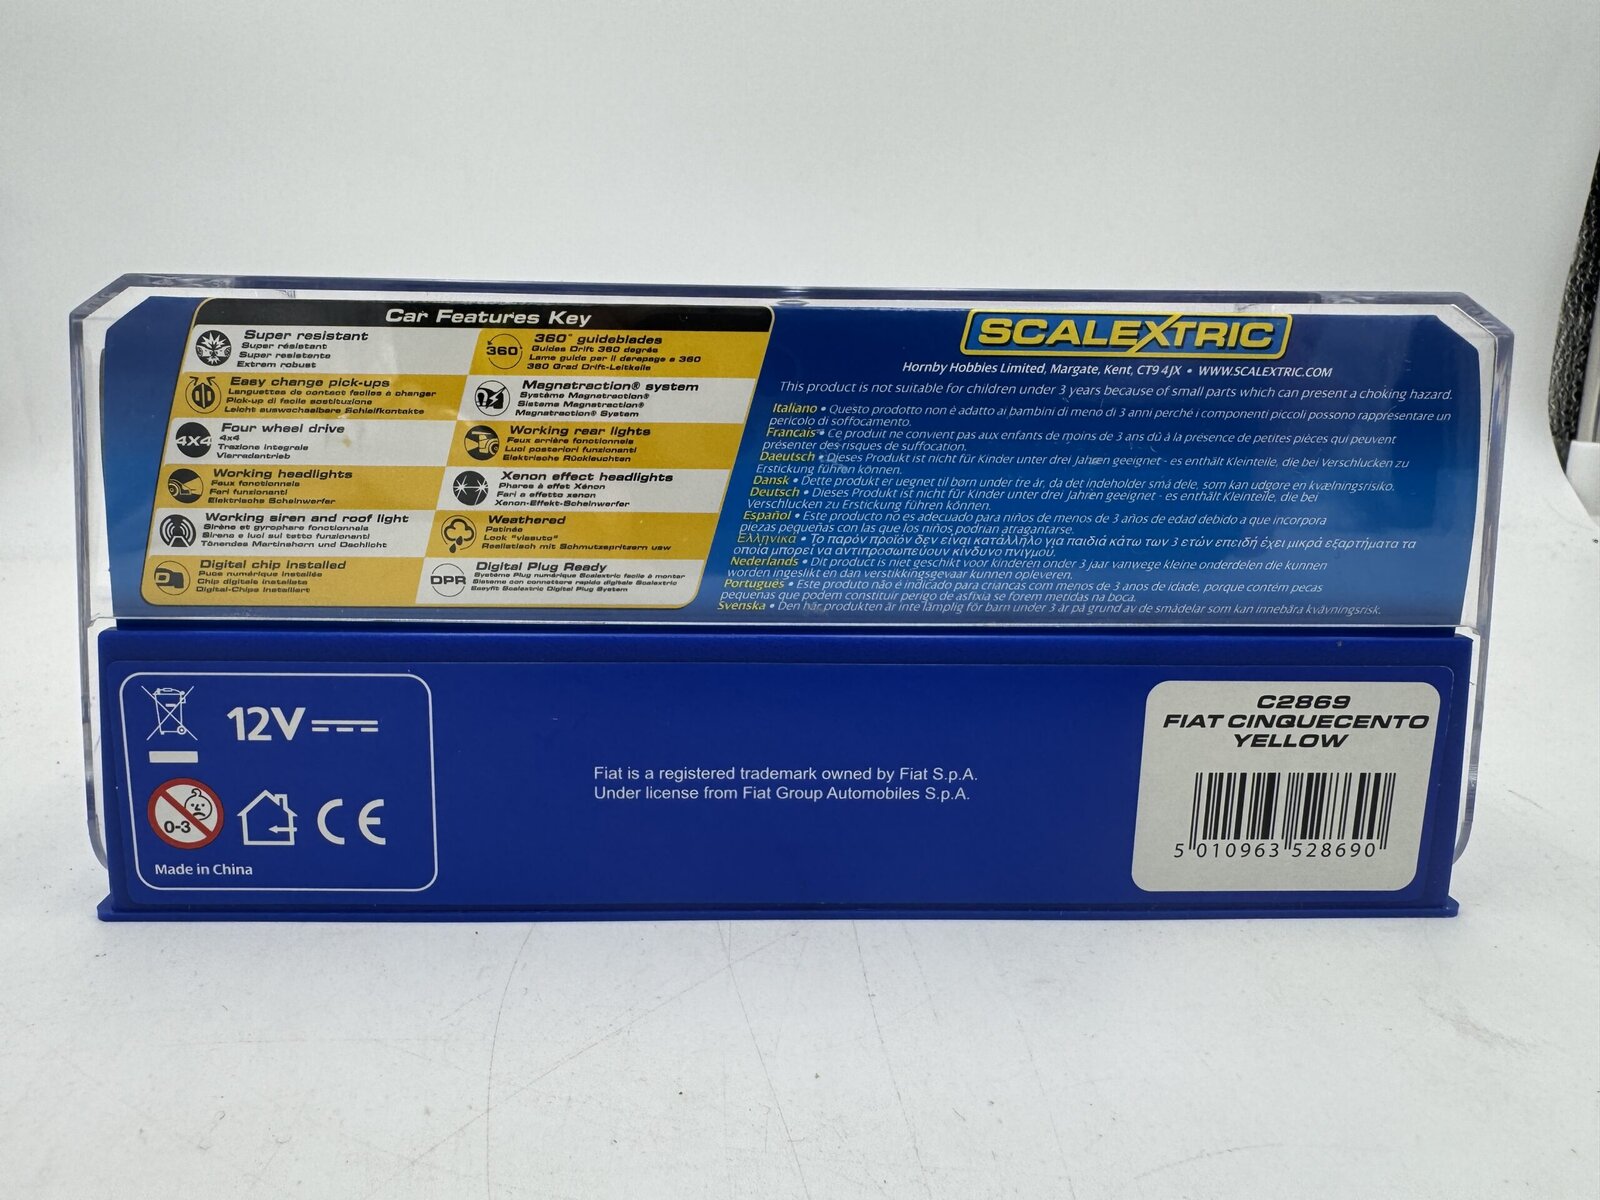 Car Features Key
Super resistant
Super résistant
Super resistente
Extrem robust
360° guideblades
Guides Drift 360 degrés
Lame guida per il derapage a 360
360 Grad Drift-Leitkeile
Easy change pick-ups
Languettes de contact faciles à changer
Pick-up di facile sostituzione
Leicht auswechselbare Schleifkontakte
Magnatraction® system
Système Magnatraction®
Sistema Magnatraction®
Magnatraction® System
4X4
Four wheel drive
4x4
Trazione integrale
Vierradantrieb
Working rear lights
Feux arrière fonctionnels
Luci posteriori funzionanti
Elektrische Rückleuchten
Working headlights
Feux fonctionnels
Fari funzionanti
Elektrische Scheinwerfer
Xenon effect headlights
Phares à effet Xénon
Fari a effetto xenon
Xenon-Effekt-Scheinwerfer
Working siren and roof light
Sirène et gyrophare fonctionnels
Sirena e luci sul tetto funzionanti
Tönendes Martinshorn und Dachlicht
Weathered
Patinée
Look "vissuta"
Realistisch mit Schmutzspritzern usw
Digital chip installed
Puce numérique installée
Chip digitale installata
Digital-Chips installiert
DPR
Digital Plug Ready
Système Plug numérique Scalextric facile à monter
Sistema con connettore rapido digitale Scalextric
Easyfit Scalextric Digital Plug System
360
D
SCALEXTRIC
Hornby Hobbies Limited, Margate, Kent, CT9 4JX • WWW.SCALEXTRIC.COM
This product is not suitable for children under 3 years because of small parts which can present a choking hazard.
Italiano • Questo prodotto non è adatto ai bambini di meno di 3 anni perché i componenti piccoli possono rappresentare un
pericolo di soffocamento.
Francais • Ce produit ne convient pas aux enfants de moins de 3 ans dû à la présence de petites pièces qui peuvent
présenter des risques de suffocation.
Daeutsch • Dieses Produkt ist nicht für Kinder unter drei Jahren geeignet - es enthält Kleinteile, die bei Verschlucken zu
Erstickung führen können.
Dansk • Dette produkt er uegnet til børn under tre år, da det indeholder små dele, som kan udgore en kvælningsrisiko.
Deutsch • Dieses Produkt ist nicht für Kinder unter drei Jahren geeignet - es enthält Kleinteile, die bei
Verschlucken zu Erstickung führen können.
Español • Este producto no es adecuado para niños de menos de 3 años de edad debido a que incorpora
piezas pequeñas con las que los niños podrían atragantarse.
Ελληνικά • Το παρόν προϊόν δεν είναι κατάλληλο για παιδιά κάτω των 3 ετών επειδή έχει μικρά εξαρτήματα τα
οποία μπορεί να αντιπροσωπεύουν κίνδυνο πνιγμού.
Nederlands • Dit product is niet geschikt voor kinderen onder 3 jaar vanwege kleine onderdelen die kunnen
worden ingeslikt en dan verstikkingsgevaar kunnen opleveren.
Português • Este produto não é indicado para criancas com menos de 3 anos de idade, porque contém pecas
pequenas que podem constituir perigo de asfixia se forem metidas na boca.
Svenska • Den här produkten är inte lämplig för barn under 3 år på grund av de smådelar som kan innebära kvävningsrisk.
12V
0-3
CE
Made in China
Fiat is a registered trademark owned by Fiat S.p.A.
Under license from Fiat Group Automobiles S.p.A.
C2869
FIAT CINQUECENTO
YELLOW
5 010963 528690